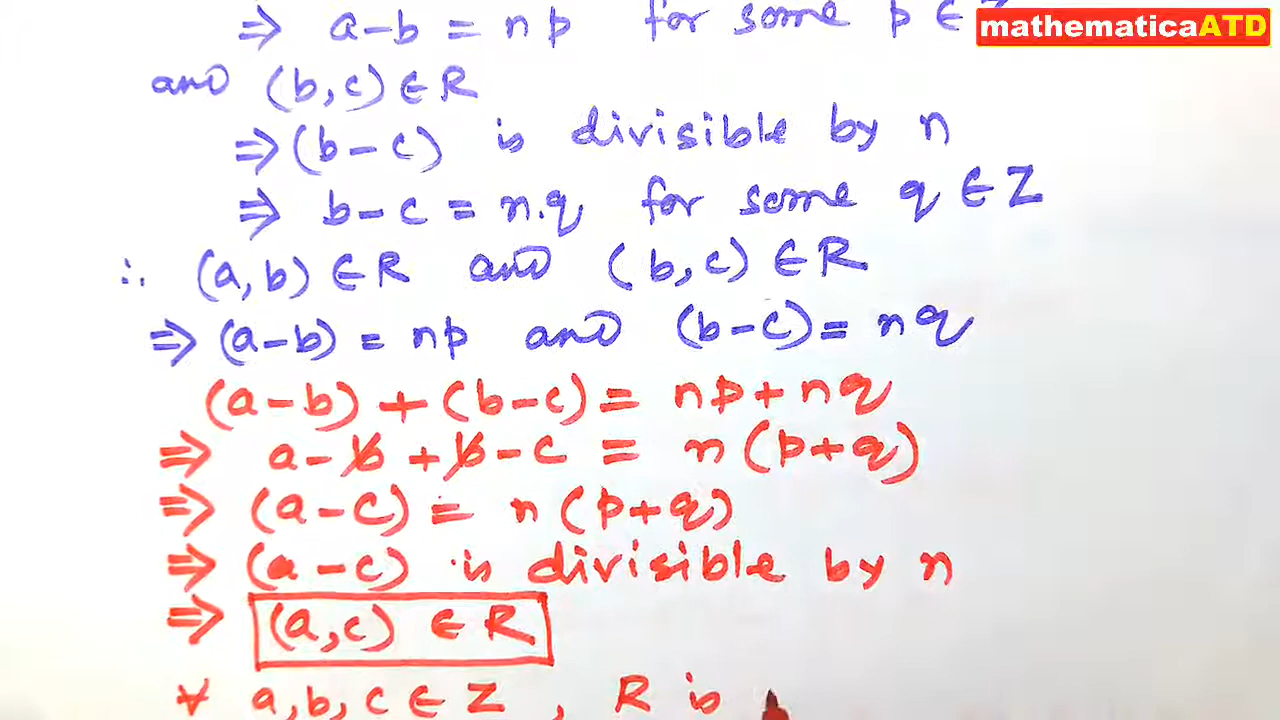 ⇒ a-b = np for some p ∈ Z
mathematicaATD
and (b,c) ∈ R
⇒ (b-c) is divisible by n
⇒ b-c = n.q for some q ∈ Z
∴ (a,b) ∈ R and (b,c) ∈ R
⇒ (a-b) = np and (b-c) = nq
(a-b) + (b-c) = np+nq
⇒ a-b+b-c = n(p+q)
⇒ (a-c) = n(p+q)
⇒ (a-c) is divisible by n
⇒ (a,c) ∈ R
∀ a,b,c ∈ Z, R is